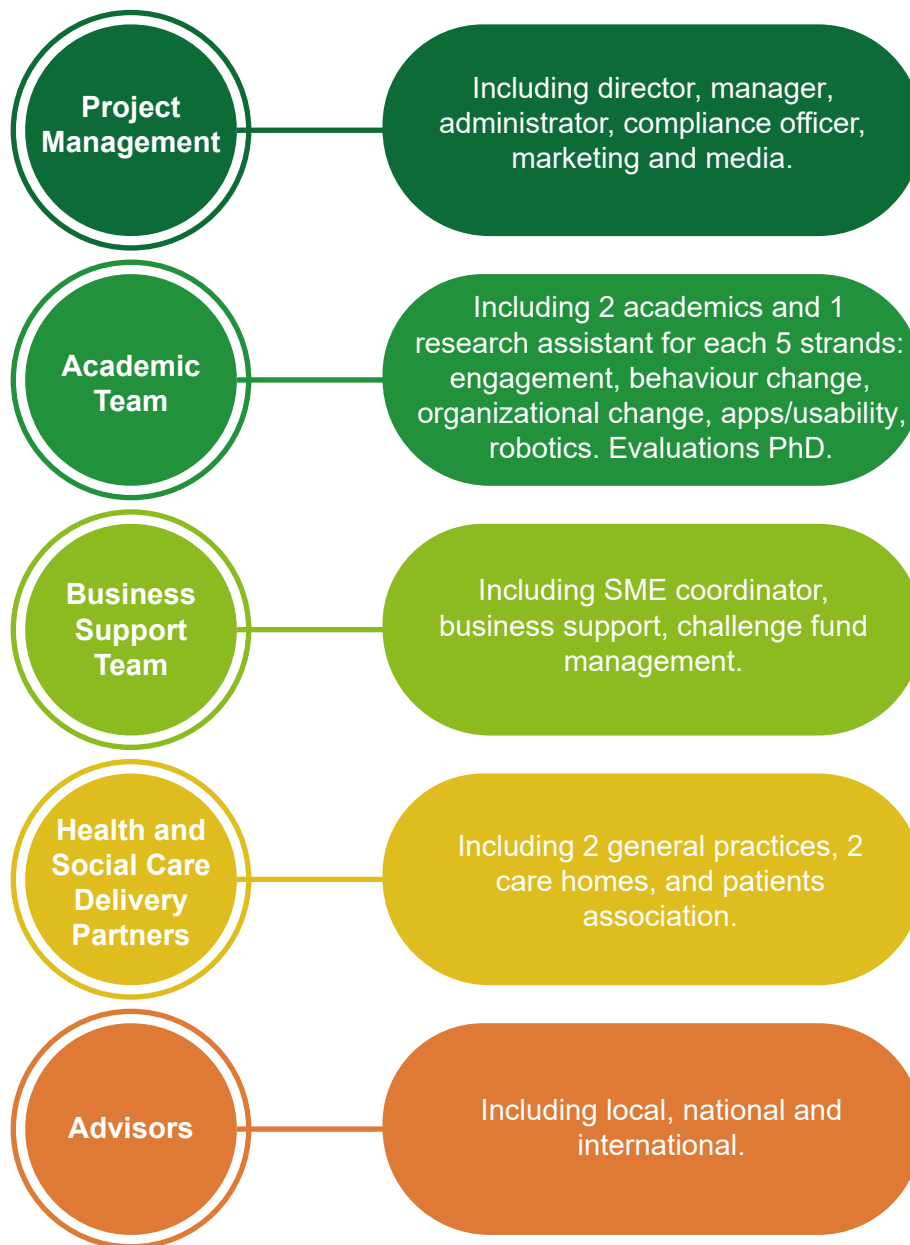 Project
Management
Including director, manager,
administrator, compliance officer,
marketing and media.
Academic
Team
Including 2 academics and 1
research assistant for each 5 strands:
engagement, behaviour change,
organizational change, apps/usability,
robotics. Evaluations PhD.
Business
Support
Team
Including SME coordinator,
business support, challenge fund
management.
Health and
Social Care
Delivery
Partners
Including 2 general practices, 2
care homes, and patients
association.
Advisors
Including local, national and
international.